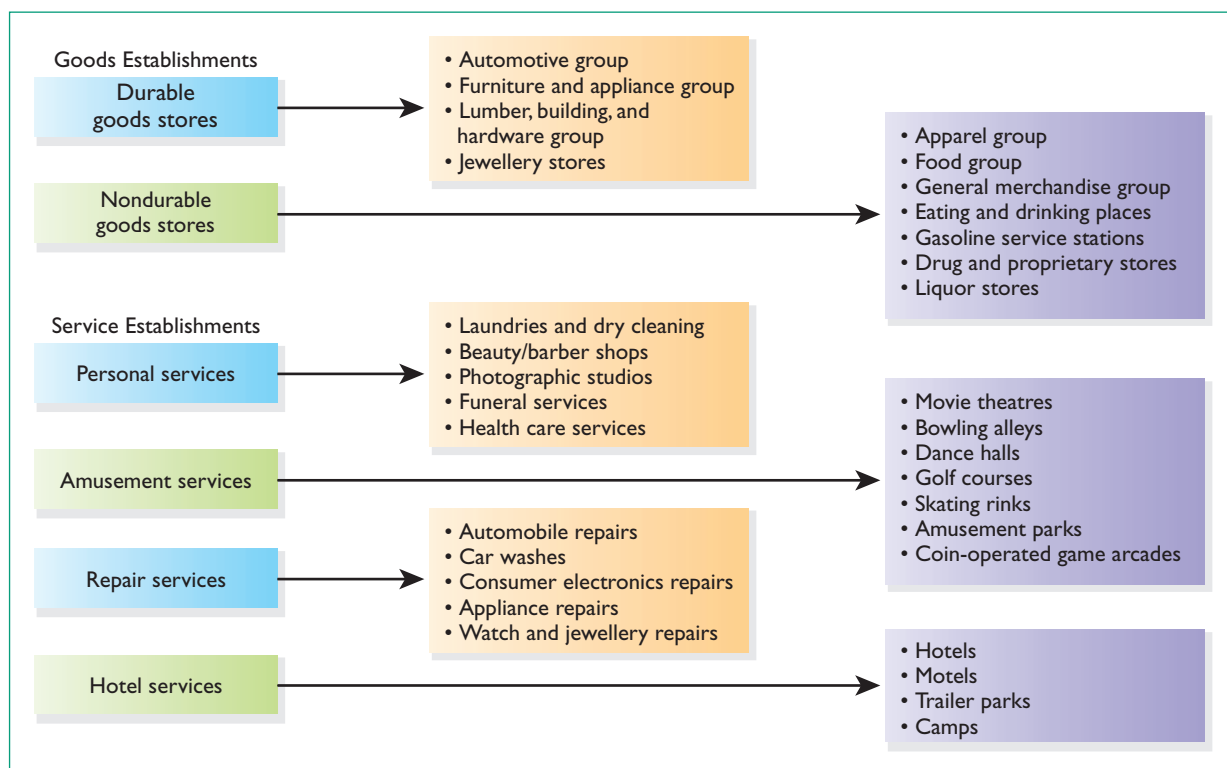 Goods Establishments
Durable
goods stores
• Automotive group
• Furniture and appliance group
• Lumber, building, and
hardware group
• Jewellery stores
Nondurable
goods stores
• Apparel group
• Food group
• General merchandise group
• Eating and drinking places
• Gasoline service stations
• Drug and proprietary stores
• Liquor stores
Service Establishments
Personal services
• Laundries and dry cleaning
• Beauty/barber shops
• Photographic studios
• Funeral services
• Health care services
Amusement services
• Movie theatres
• Bowling alleys
• Dance halls
• Golf courses
• Skating rinks
• Amusement parks
• Coin-operated game arcades
Repair services
• Automobile repairs
• Car washes
• Consumer electronics repairs
• Appliance repairs
• Watch and jewellery repairs
Hotel services
• Hotels
• Motels
• Trailer parks
• Camps